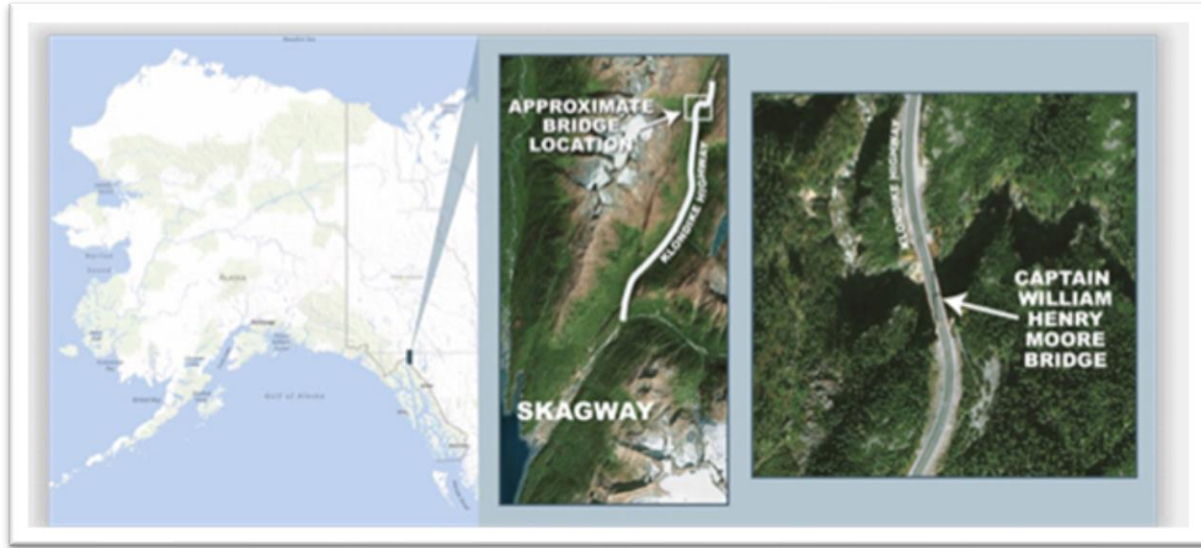 ALASKA
Gulf of Alaska
APPROXIMATE
BRIDGE
LOCATION
KLONDIKE HIGHWAY
SKAGWAY
KLONDIKE HIGHWAY
CAPTAIN
WILLIAM
HENRY
MOORE
BRIDGE